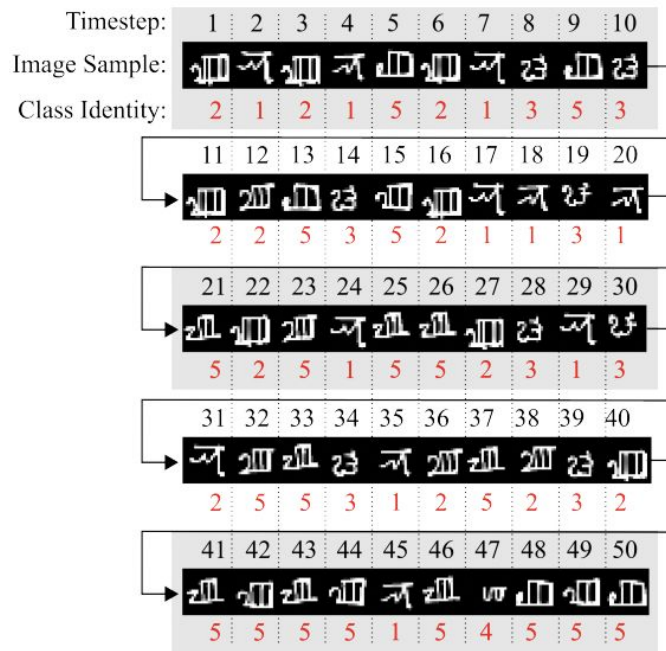 Timestep: 1 2 3 4 5 6 7 8 9 10
Image Sample:
Class Identity: 2 1 2 1 5 2 1 3 5 3
11 12 13 14 15 16 17 18 19 20
2 2 5 3 5 2 1 1 3 1
21 22 23 24 25 26 27 28 29 30
5 2 5 1 5 5 2 3 1 3
31 32 33 34 35 36 37 38 39 40
2 5 5 3 1 2 5 2 3 2
41 42 43 44 45 46 47 48 49 50
5 5 5 5 1 5 4 5 5 5